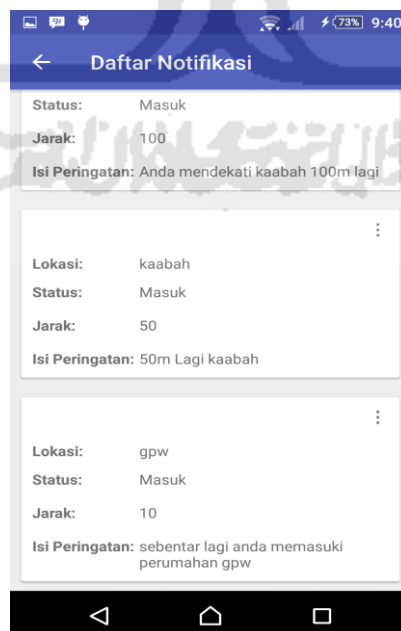 73% 9:40
Daftar Notifikasi
Status: Masuk
Jarak: 100
Isi Peringatan: Anda mendekati kaabah 100m lagi
Lokasi: kaabah
Status: Masuk
Jarak: 50
Isi Peringatan: 50m Lagi kaabah
Lokasi: gpw
Status: Masuk
Jarak: 10
Isi Peringatan: sebentar lagi anda memasuki
perumahan gpw